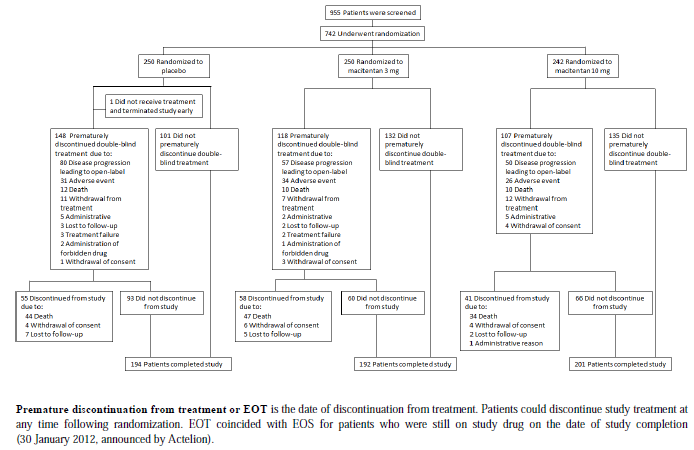 955 Patients were screened
742 Underwent randomization
250 Randomized to
placebo
250 Randomized to
macitentan 3 mg
242 Randomized to
macitentan 10 mg
1 Did not receive treatment
and terminated study early
148 Prematurely
discontinued double-blind
treatment due to:
80 Disease progression
leading to open-label
31 Adverse event
12 Death
11 Withdrawal from
treatment
5 Administrative
3 Lost to follow-up
3 Treatment failure
2 Administration of
forbidden drug
1 Withdrawal of consent
101 Did not
prematurely
discontinue double-
blind treatment
118 Prematurely
discontinued double-blind
treatment due to:
57 Disease progression
leading to open-label
34 Adverse event
10 Death
7 Withdrawal from
treatment
2 Administrative
2 Lost to follow-up
2 Treatment failure
1 Administration of
forbidden drug
3 Withdrawal of consent
132 Did not
prematurely
discontinue double-
blind treatment
107 Prematurely
discontinued double-blind
treatment due to:
50 Disease progression
leading to open-label
26 Adverse event
10 Death
12 Withdrawal from
treatment
5 Administrative
4 Withdrawal of consent
135 Did not
prematurely
discontinue double-
blind treatment
55 Discontinued from study
due to:
44 Death
4 Withdrawal of consent
7 Lost to follow-up
93 Did not discontinue
from study
58 Discontinued from study
due to:
47 Death
6 Withdrawal of consent
5 Lost to follow-up
60 Did not discontinue
from study
41 Discontinued from study
due to:
34 Death
4 Withdrawal of consent
2 Lost to follow-up
1 Administrative reason
66 Did not discontinue
from study
194 Patients completed study
192 Patients completed study
201 Patients completed study
Premature discontinuation from treatment or EOT is the date of discontinuation from treatment. Patients could discontinue study treatment at
any time following randomization. EOT coincided with EOS for patients who were still on study drug on the date of study completion
(30 January 2012, announced by Actelion).